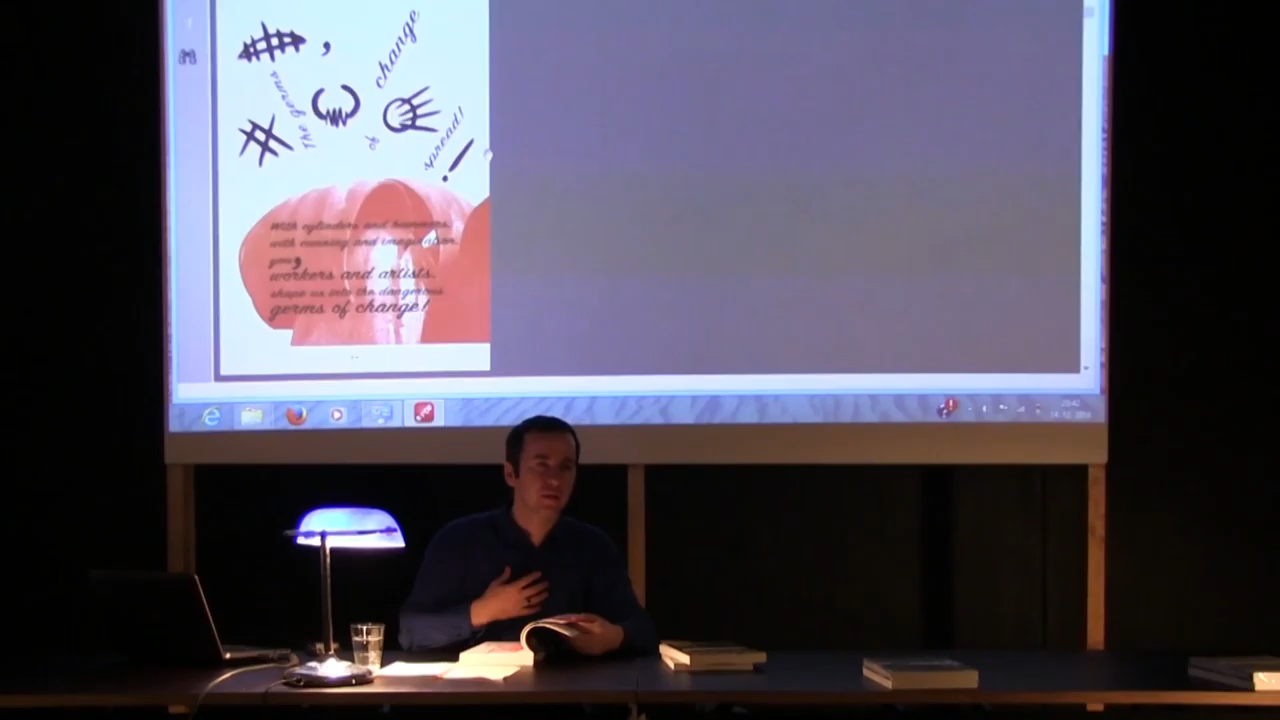 change
the germs
go
spread!
With cylinders and hammers,
with cunning and imagination,
you,
workers and artists,
shape us into the dangerous
germs of change!